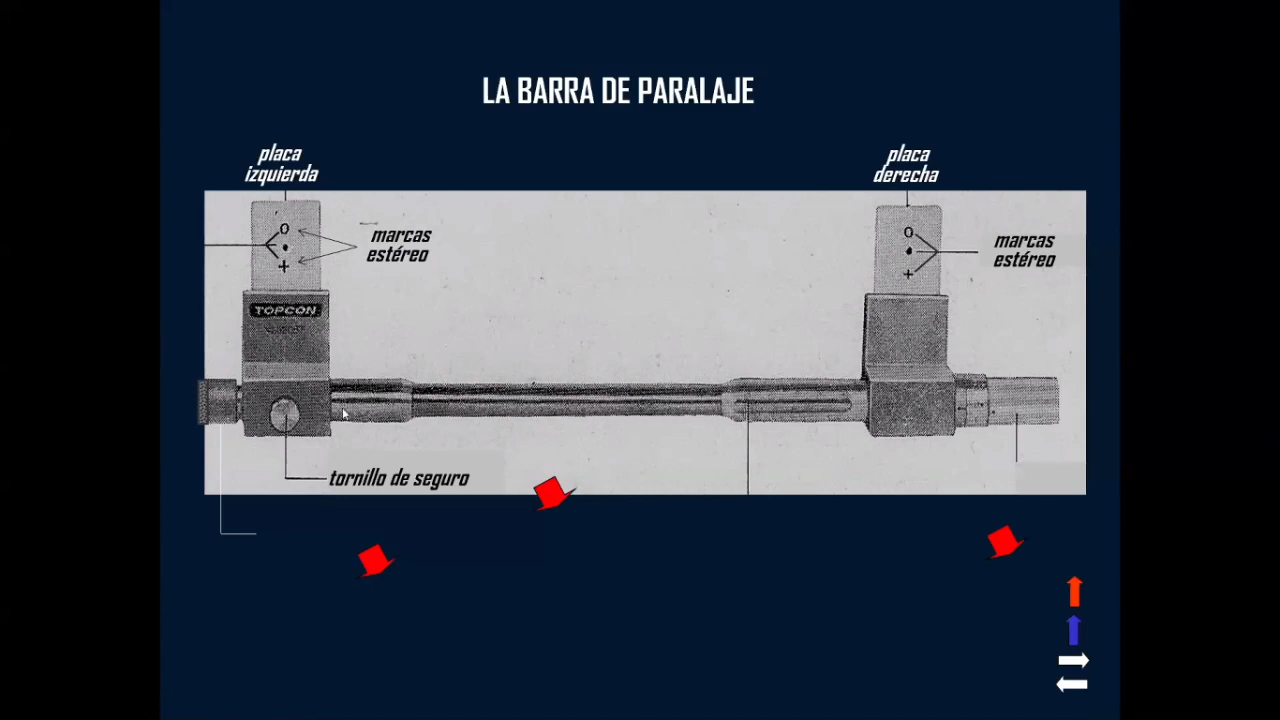 LA BARRA DE PARALAJE
placa
izquierda
placa
derecha
marcas
estéreo
marcas
estéreo
TOPCON
tornillo de seguro